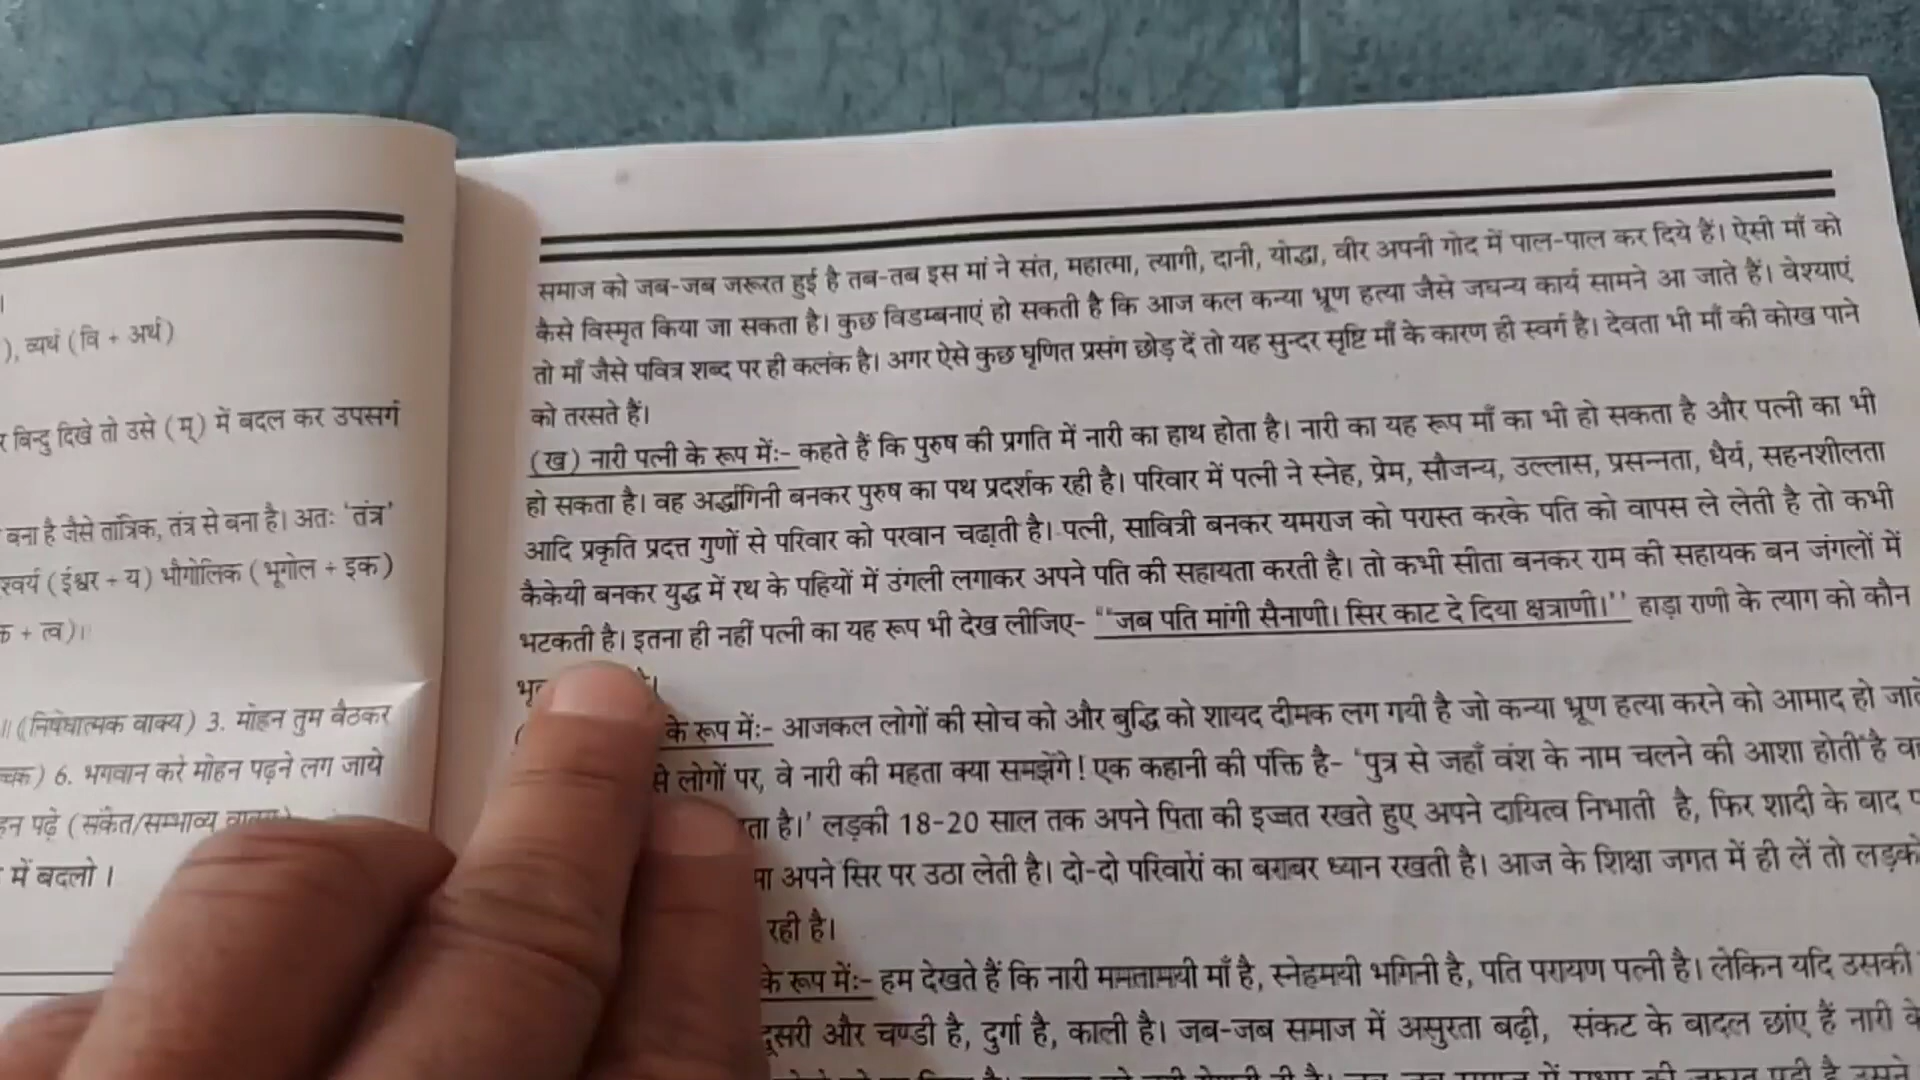 ), व्यर्थ (वि + अर्थ)
बिन्दु दिखे तो उसे (म्) में बदल कर उपसर्ग
बना है जैसे तांत्रिक, तंत्र से बना है। अतः 'तंत्र'
(ईश्वर + य) भौगोलिक (भूगोल + इक)
+ त्व)।
॥ (निषेधात्मक वाक्य) 3. मोहन तुम बैठकर
6. भगवान करे मोहन पढ़ने लग जाये
पढ़े (संकेत/सम्भाव्य वाक्य)
में बदलो ।
समाज को जब-जब जरूरत हुई है तब-तब इस मां ने संत, महात्मा, त्यागी, दानी, योद्धा, वीर अपनी गोद में पाल-पाल कर दिये हैं। ऐसी माँ को
कैसे विस्मृत किया जा सकता है। कुछ विडम्बनाएं हो सकती है कि आज कल कन्या भ्रूण हत्या जैसे जघन्य कार्य सामने आ जाते हैं। वेश्याएं
तो माँ जैसे पवित्र शब्द पर ही कलंक है। अगर ऐसे कुछ घृणित प्रसंग छोड़ दें तो यह सुन्दर सृष्टि माँ के कारण ही स्वर्ग है। देवता भी माँ की कोख पाने
को तरसते हैं।
(ख) नारी पत्नी के रूप में:- कहते हैं कि पुरुष की प्रगति में नारी का हाथ होता है। नारी का यह रूप माँ का भी हो सकता है और पत्नी का भी
हो सकता है। वह अर्द्धांगिनी बनकर पुरुष का पथ प्रदर्शक रही है। परिवार में पत्नी ने स्नेह, प्रेम, सौजन्य, उल्लास, प्रसन्नता, धैर्य, सहनशीलता
आदि प्रकृति प्रदत्त गुणों से परिवार को परवान चढा़ती है। पत्नी, सावित्री बनकर यमराज को परास्त करके पति को वापस ले लेती है तो कभी
कैकेयी बनकर युद्ध में रथ के पहियों में उंगली लगाकर अपने पति की सहायता करती है। तो कभी सीता बनकर राम की सहायक बन जंगलों में
भटकती है। इतना ही नहीं पत्नी का यह रूप भी देख लीजिए- ''जब पति मांगी सैनाणी। सिर काट दे दिया क्षत्राणी।'' हाड़ा राणी के त्याग को कौन
के रूप में:- आजकल लोगों की सोच को और बुद्धि को शायद दीमक लग गयी है जो कन्या भ्रूण हत्या करने को आमाद हो
लोगों पर, वे नारी की महता क्या समझेंगे! एक कहानी की पंक्ति है- 'पुत्र से जहाँ वंश के नाम चलने की आशा होती है
है।' लड़की 18-20 साल तक अपने पिता की इज्जत रखते हुए अपने दायित्व निभाती है, फिर शादी के बाद
अपने सिर पर उठा लेती है। दो-दो परिवारों का बराबर ध्यान रखती है। आज के शिक्षा जगत में ही लें तो
रही है।
के रूप में:- हम देखते हैं कि नारी ममतामयी माँ है, स्नेहमयी भगिनी है, पति परायण पत्नी है। लेकिन यदि उसकी
दूसरी और चण्डी है, दुर्गा है, काली है। जब-जब समाज में असुरता बढ़ी, संकट के बादल छांए हैं नारी